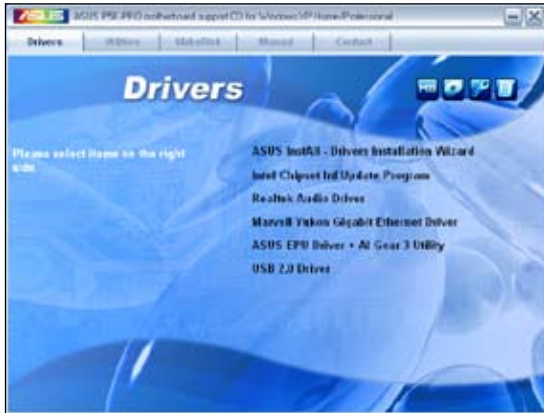 ASUS P5E-PRO motherboard support CD for Windows XP Home/Professional
Drivers Utilities MakeDisk Manual Contact
Drivers
Please select items on the right
side.
ASUS InstAll - Drivers Installation Wizard
Intel Chipset Inf Update Program
Realtek Audio Driver
Marvell Yukon Gigabit Ethernet Driver
ASUS EPU Driver + AI Gear 3 Utility
USB 2.0 Driver